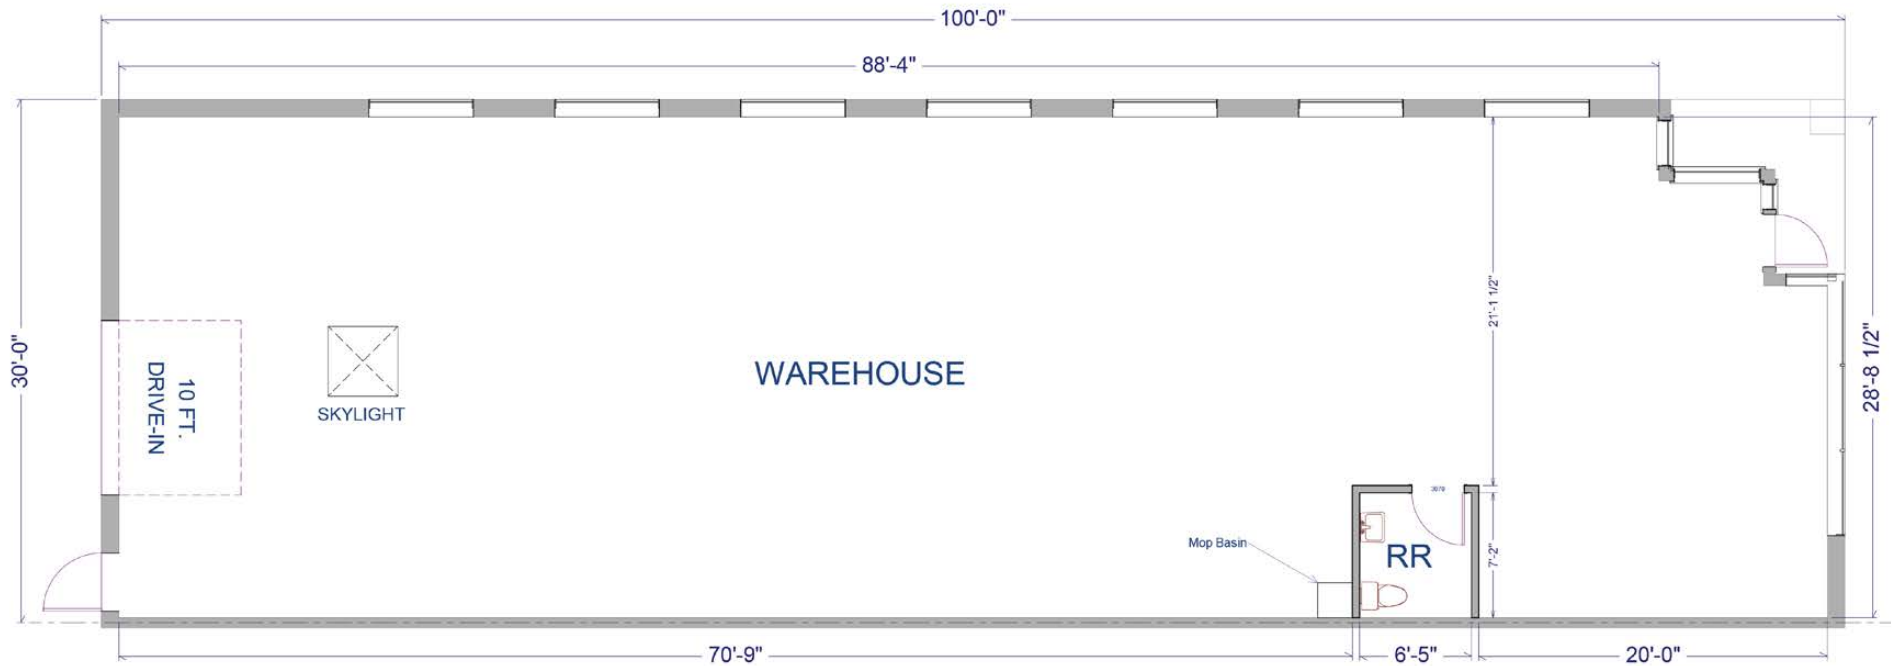 100'-0"
88'-4"
30'-0"
21'-1 1/2"
28'-8 1/2"
10 FT.
DRIVE-IN
SKYLIGHT
WAREHOUSE
3070
Mop Basin
RR
7'-2"
70'-9"
6'-5"
20'-0"